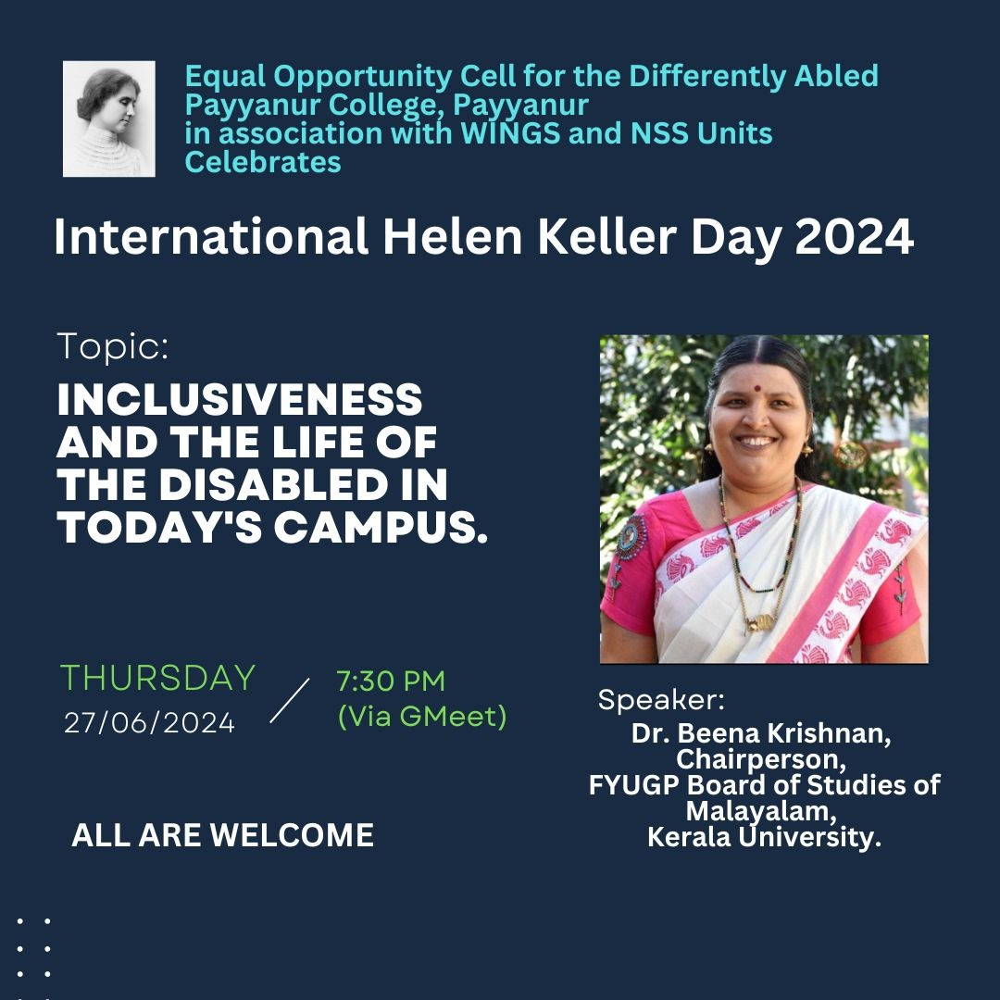 Equal Opportunity Cell for the Differently Abled
Payyanur College, Payyanur
in association with WINGS and NSS Units
Celebrates
International Helen Keller Day 2024
Topic:
INCLUSIVENESS
AND THE LIFE OF
THE DISABLED IN
TODAY'S CAMPUS.
THURSDAY
27/06/2024
7:30 PM
(Via GMeet)
Speaker:
Dr. Beena Krishnan,
Chairperson,
FYUGP Board of Studies of
Malayalam,
Kerala University.
ALL ARE WELCOME